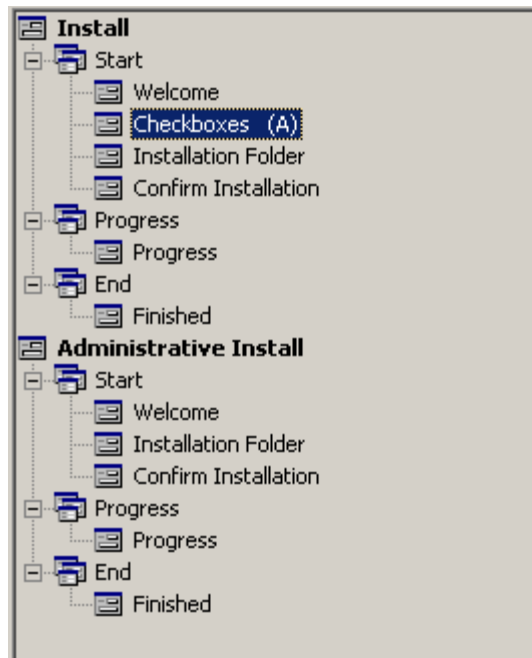 Install
Start
Welcome
Checkboxes (A)
Installation Folder
Confirm Installation
Progress
Progress
End
Finished
Administrative Install
Start
Welcome
Installation Folder
Confirm Installation
Progress
Progress
End
Finished